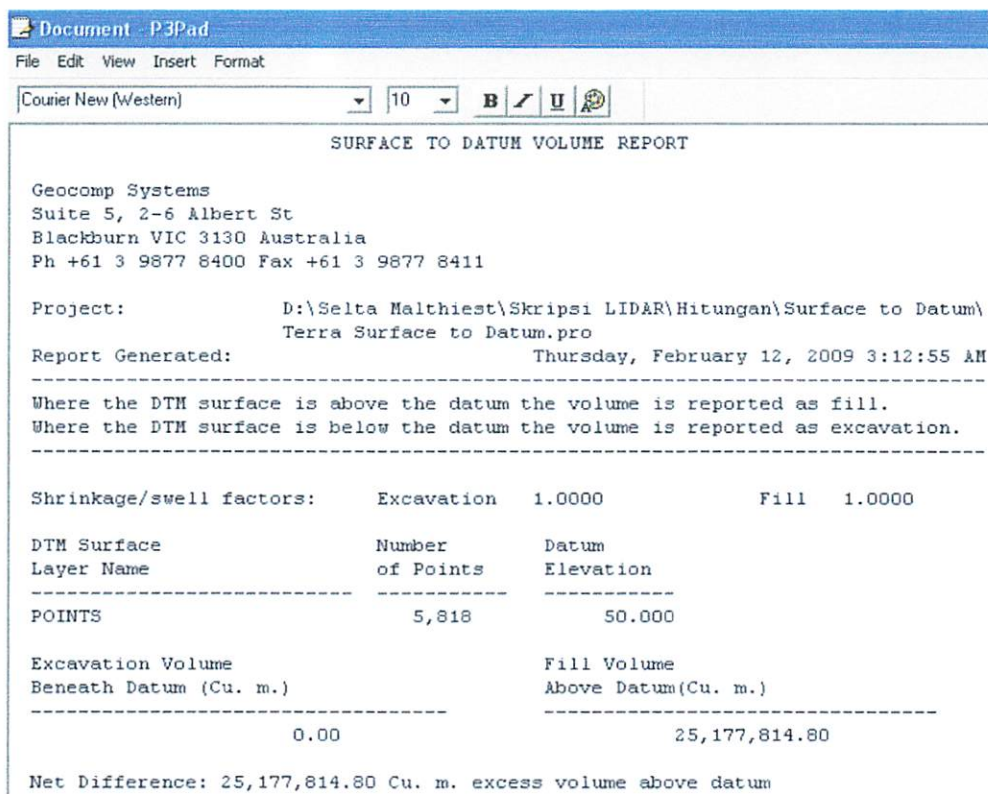 Document - P3Pad
File Edit View Insert Format
Courier New (Western) 10 B I U
SURFACE TO DATUM VOLUME REPORT
Geocomp Systems
Suite 5, 2-6 Albert St
Blackburn VIC 3130 Australia
Ph +61 3 9877 8400 Fax +61 3 9877 8411
Project: D:\Selta Malthiest\Skripsi LIDAR\Hitungan\Surface to Datum\
Terra Surface to Datum.pro
Report Generated: Thursday, February 12, 2009 3:12:55 AM
Where the DTM surface is above the datum the volume is reported as fill.
Where the DTM surface is below the datum the volume is reported as excavation.
Shrinkage/swell factors: Excavation 1.0000 Fill 1.0000
DTM Surface Number Datum
Layer Name of Points Elevation
POINTS 5,818 50.000
Excavation Volume Fill Volume
Beneath Datum (Cu. m.) Above Datum(Cu. m.)
0.00 25,177,814.80
Net Difference: 25,177,814.80 Cu. m. excess volume above datum